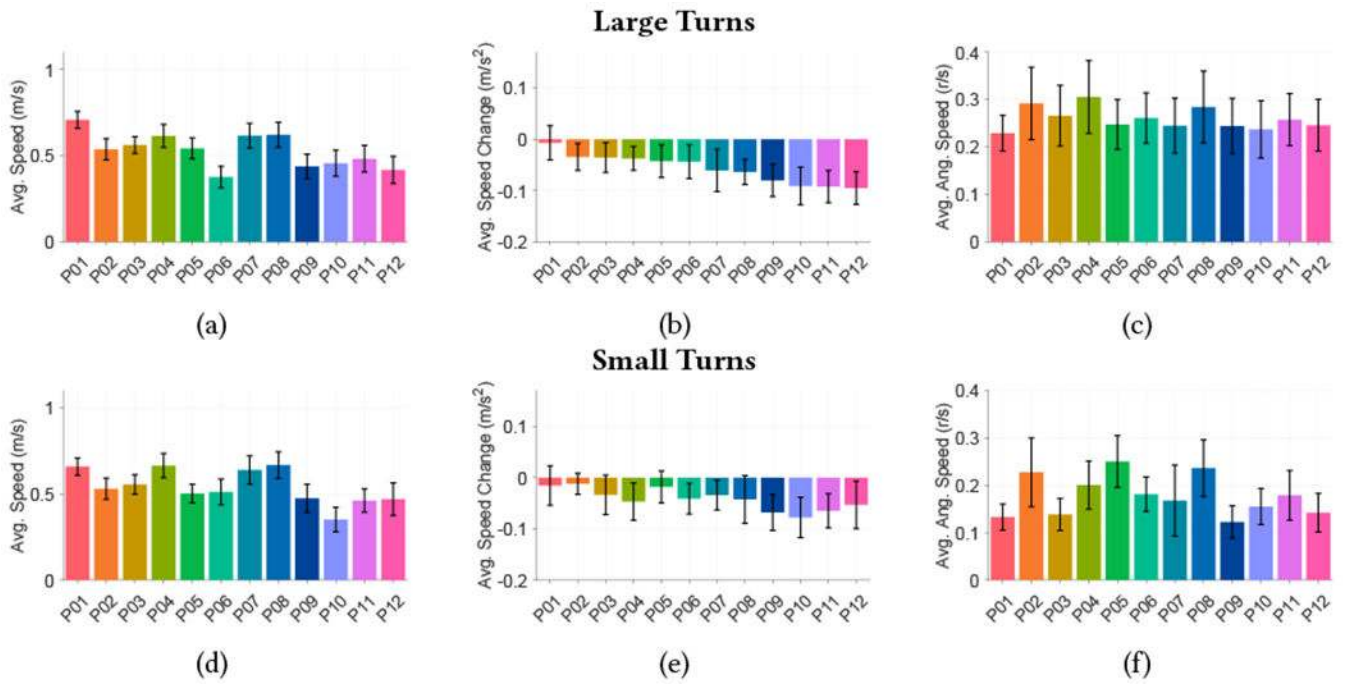 Large Turns
Avg. Speed (m/s)
1
0.5
0
P01 P02 P03 P04 P05 P06 P07 P08 P09 P10 P11 P12
(a)
Avg. Speed Change (m/s²)
0.1
0
-0.1
-0.2
P01 P02 P03 P04 P05 P06 P07 P08 P09 P10 P11 P12
(b)
Avg. Ang. Speed (r/s)
0.4
0.3
0.2
0.1
0
P01 P02 P03 P04 P05 P06 P07 P08 P09 P10 P11 P12
(c)
Small Turns
Avg. Speed (m/s)
1
0.5
0
P01 P02 P03 P04 P05 P06 P07 P08 P09 P10 P11 P12
(d)
Avg. Speed Change (m/s²)
0.1
0
-0.1
-0.2
P01 P02 P03 P04 P05 P06 P07 P08 P09 P10 P11 P12
(e)
Avg. Ang. Speed (r/s)
0.4
0.3
0.2
0.1
0
P01 P02 P03 P04 P05 P06 P07 P08 P09 P10 P11 P12
(f)